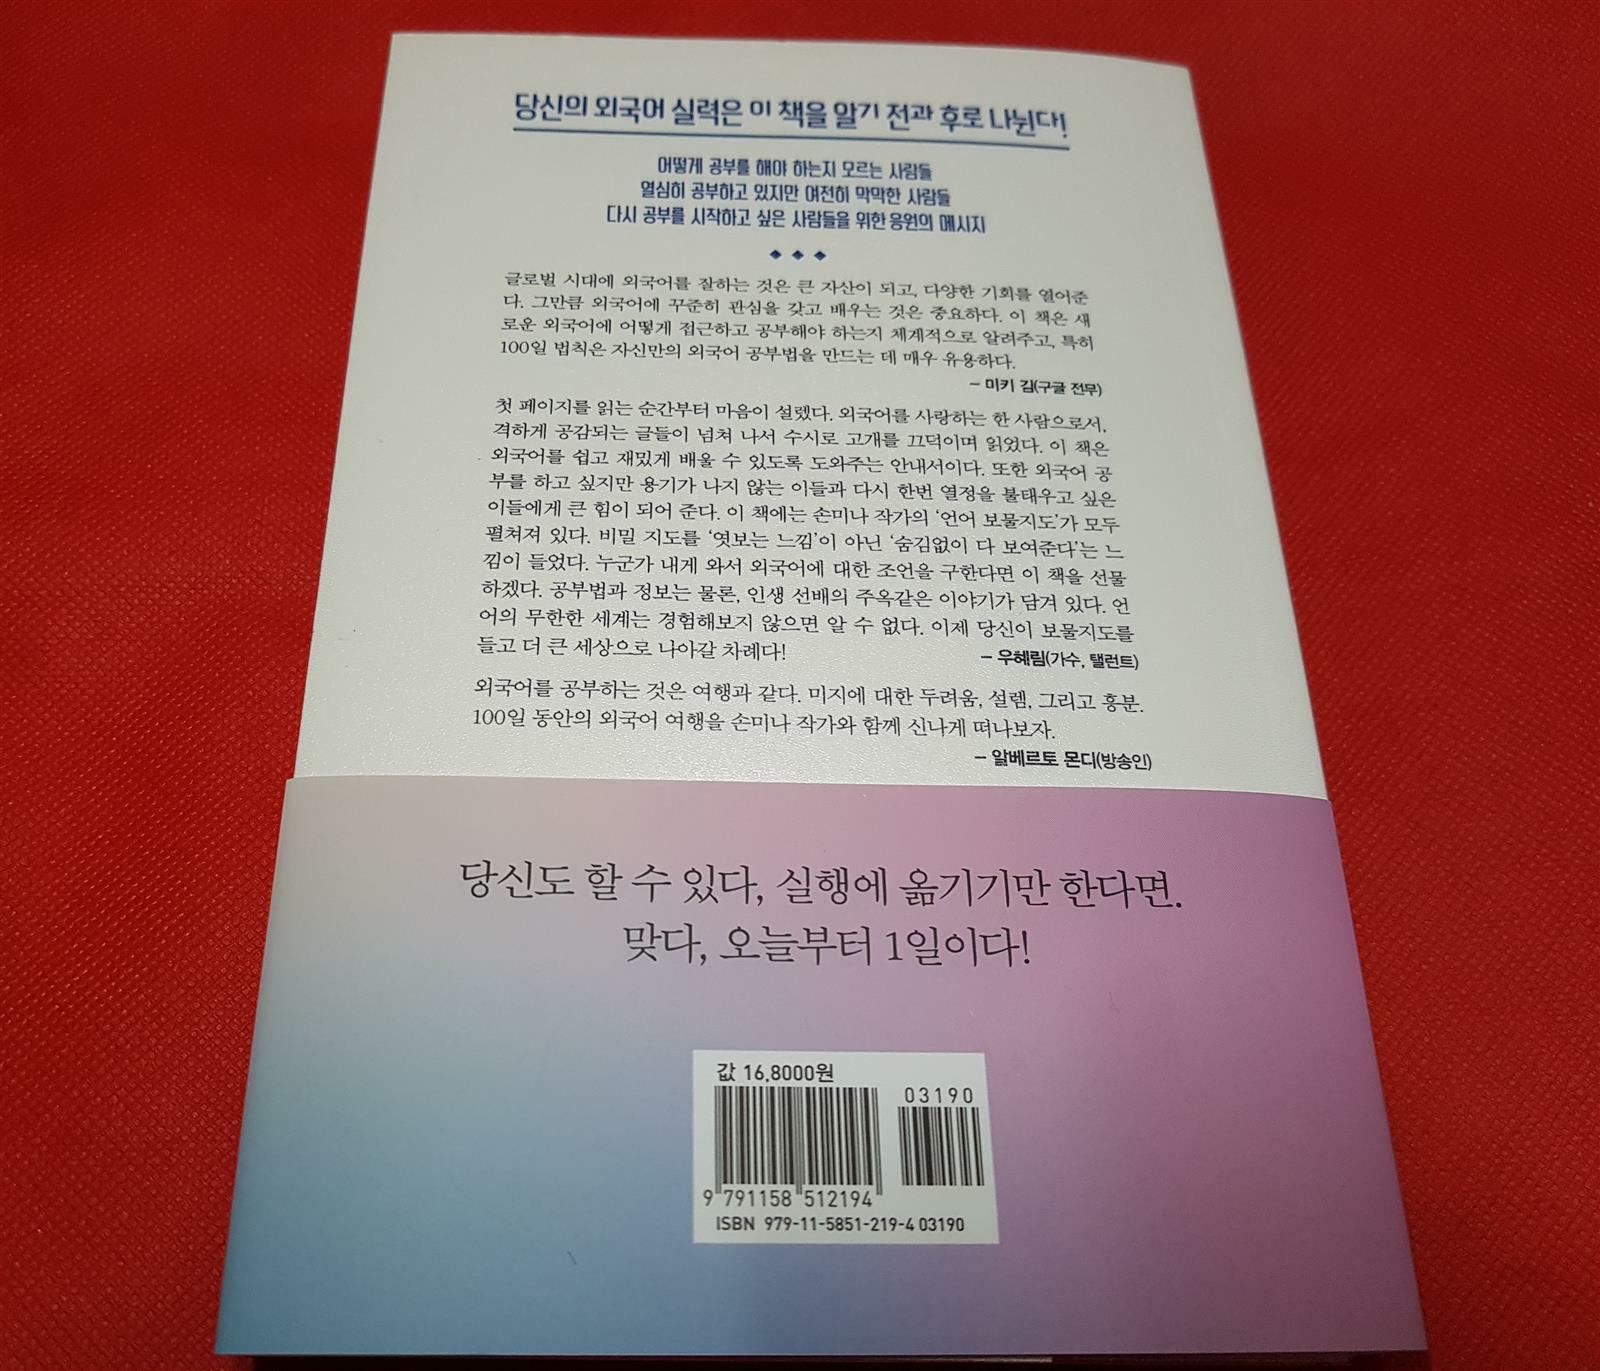 당신의 외국어 실력은 이 책을 알기 전과 후로 나뉜다!
어떻게 공부를 해야 하는지 모르는 사람들
열심히 공부하고 있지만 여전히 막막한 사람들
다시 공부를 시작하고 싶은 사람들을 위한 응원의 메시지
글로벌 시대에 외국어를 잘하는 것은 큰 자산이 되고, 다양한 기회를 열어준
다. 그만큼 외국어에 꾸준히 관심을 갖고 배우는 것은 중요하다. 이 책은 새
로운 외국어에 어떻게 접근하고 공부해야 하는지 체계적으로 알려주고, 특히
100일 법칙은 자신만의 외국어 공부법을 만드는 데 매우 유용하다.
– 미키 김(구글 전무)
첫 페이지를 읽는 순간부터 마음이 설렜다. 외국어를 사랑하는 한 사람으로서,
격하게 공감되는 글들이 넘쳐 나서 수시로 고개를 끄덕이며 읽었다. 이 책은
외국어를 쉽고 재밌게 배울 수 있도록 도와주는 안내서이다. 또한 외국어 공
부를 하고 싶지만 용기가 나지 않는 이들과 다시 한번 열정을 불태우고 싶은
이들에게 큰 힘이 되어 준다. 이 책에는 손미나 작가의 ‘언어 보물지도’가 모두
펼쳐져 있다. 비밀 지도를 ‘엿보는 느낌’이 아닌 ‘숨김없이 다 보여준다’는 느
낌이 들었다. 누군가 내게 와서 외국어에 대한 조언을 구한다면 이 책을 선물
하겠다. 공부법과 정보는 물론, 인생 선배의 주옥같은 이야기가 담겨 있다. 언
어의 무한한 세계는 경험해보지 않으면 알 수 없다. 이제 당신이 보물지도를
들고 더 큰 세상으로 나아갈 차례다! – 우혜림(가수, 탤런트)
외국어를 공부하는 것은 여행과 같다. 미지에 대한 두려움, 설렘, 그리고 흥분.
100일 동안의 외국어 여행을 손미나 작가와 함께 신나게 떠나보자.
– 알베르토 몬디(방송인)
당신도 할 수 있다, 실행에 옮기기만 한다면.
맞다, 오늘부터 1일이다!
값 16,8000원
03190
9 791158 512194
ISBN 979-11-5851-219-4 03190